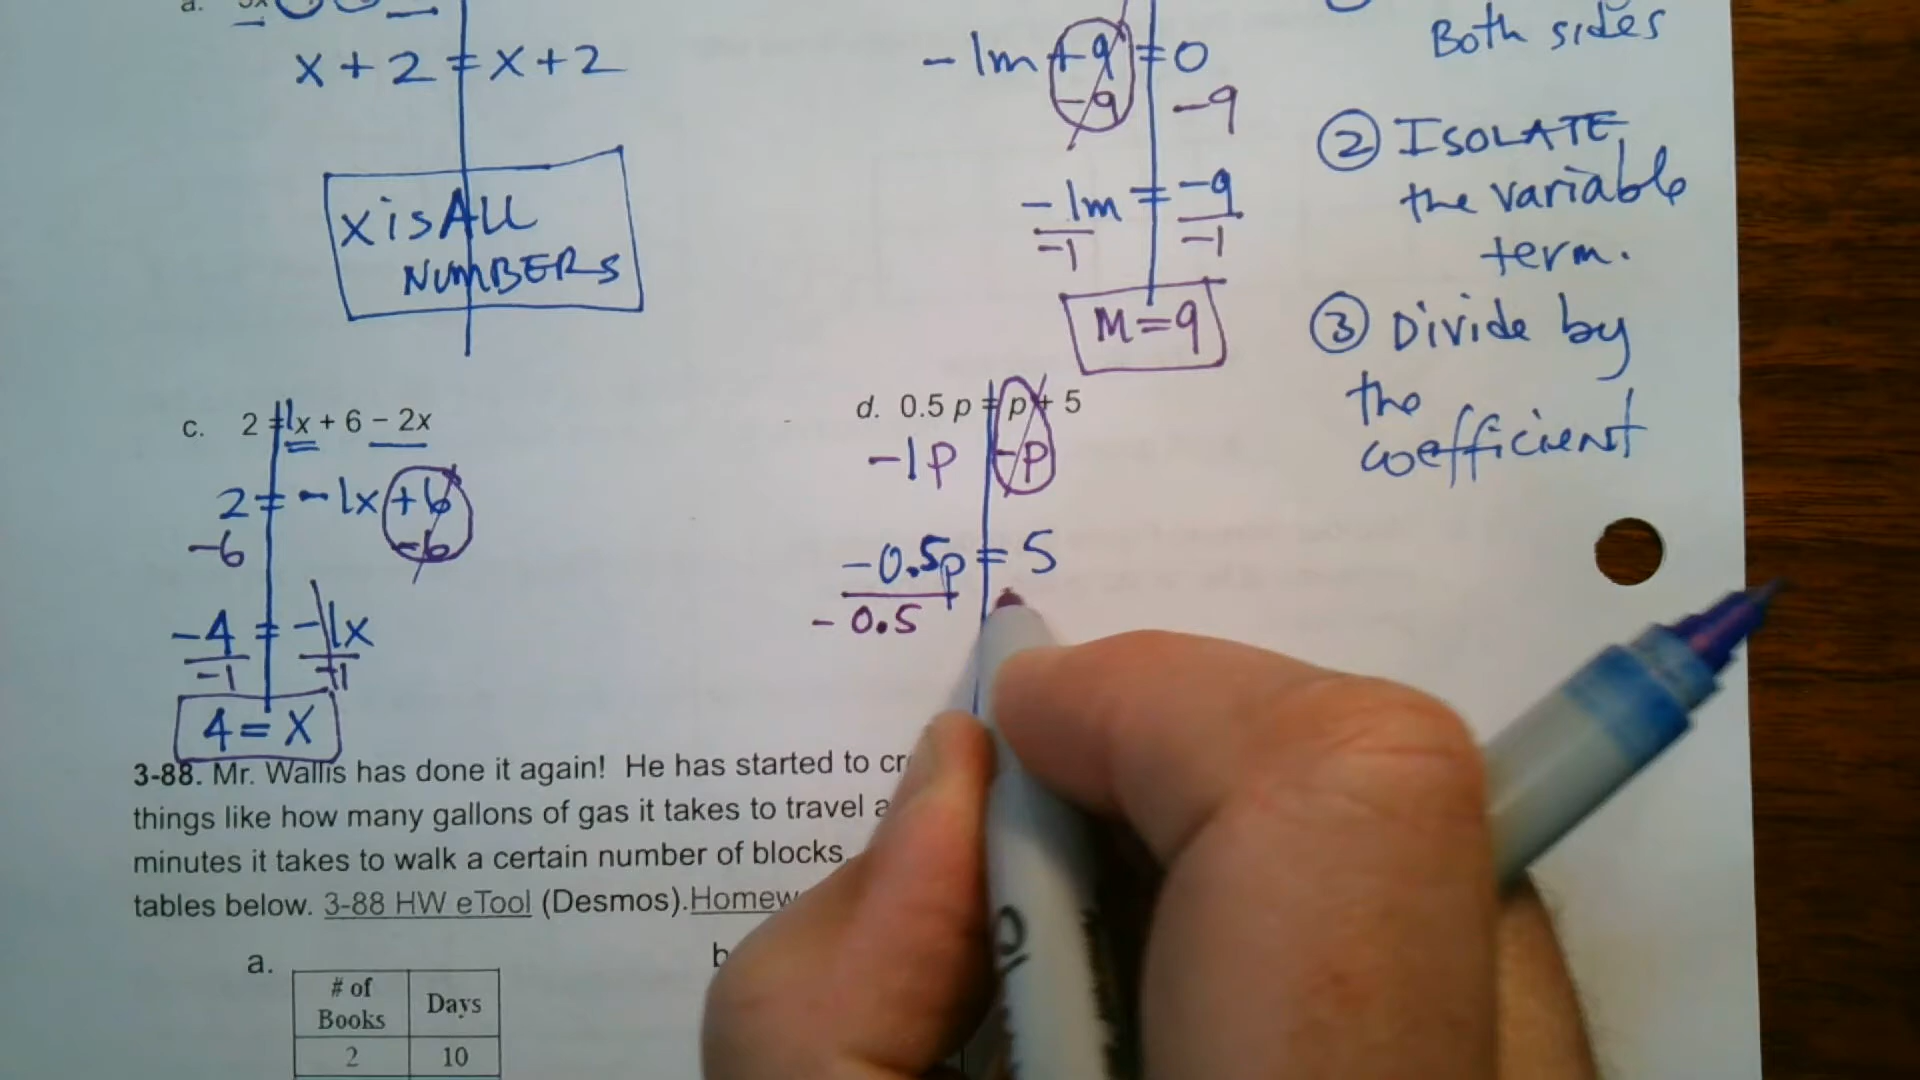 a. 3x
x + 2 = x + 2
x is ALL
NUMBERS
-1m + 9 = 0
-9 -9
-1m = -9
-1 -1
M = 9
Both sides
② ISOLATE
the variable
term.
③ Divide by
the
coefficient
c. 2 = 1x + 6 - 2x
2 = -1x + 6
-6 -6
-4 = -1x
-1 -1
4 = X
d. 0.5 p = p + 5
-1p -p
-0.5p = 5
-0.5
3-88. Mr. Wallis has done it again! He has started to
things like how many gallons of gas it takes to travel
minutes it takes to walk a certain number of blocks
tables below. 3-88 HW eTool (Desmos).
a.
# of Books Days
2 10
b